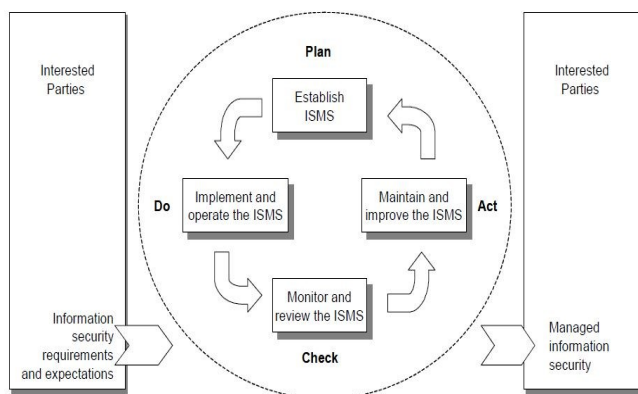 Interested
Parties
Information
security
requirements
and expectations
Plan
Establish
ISMS
Do
Implement and
operate the ISMS
Maintain and
improve the ISMS
Act
Monitor and
review the ISMS
Check
Interested
Parties
Managed
information
security